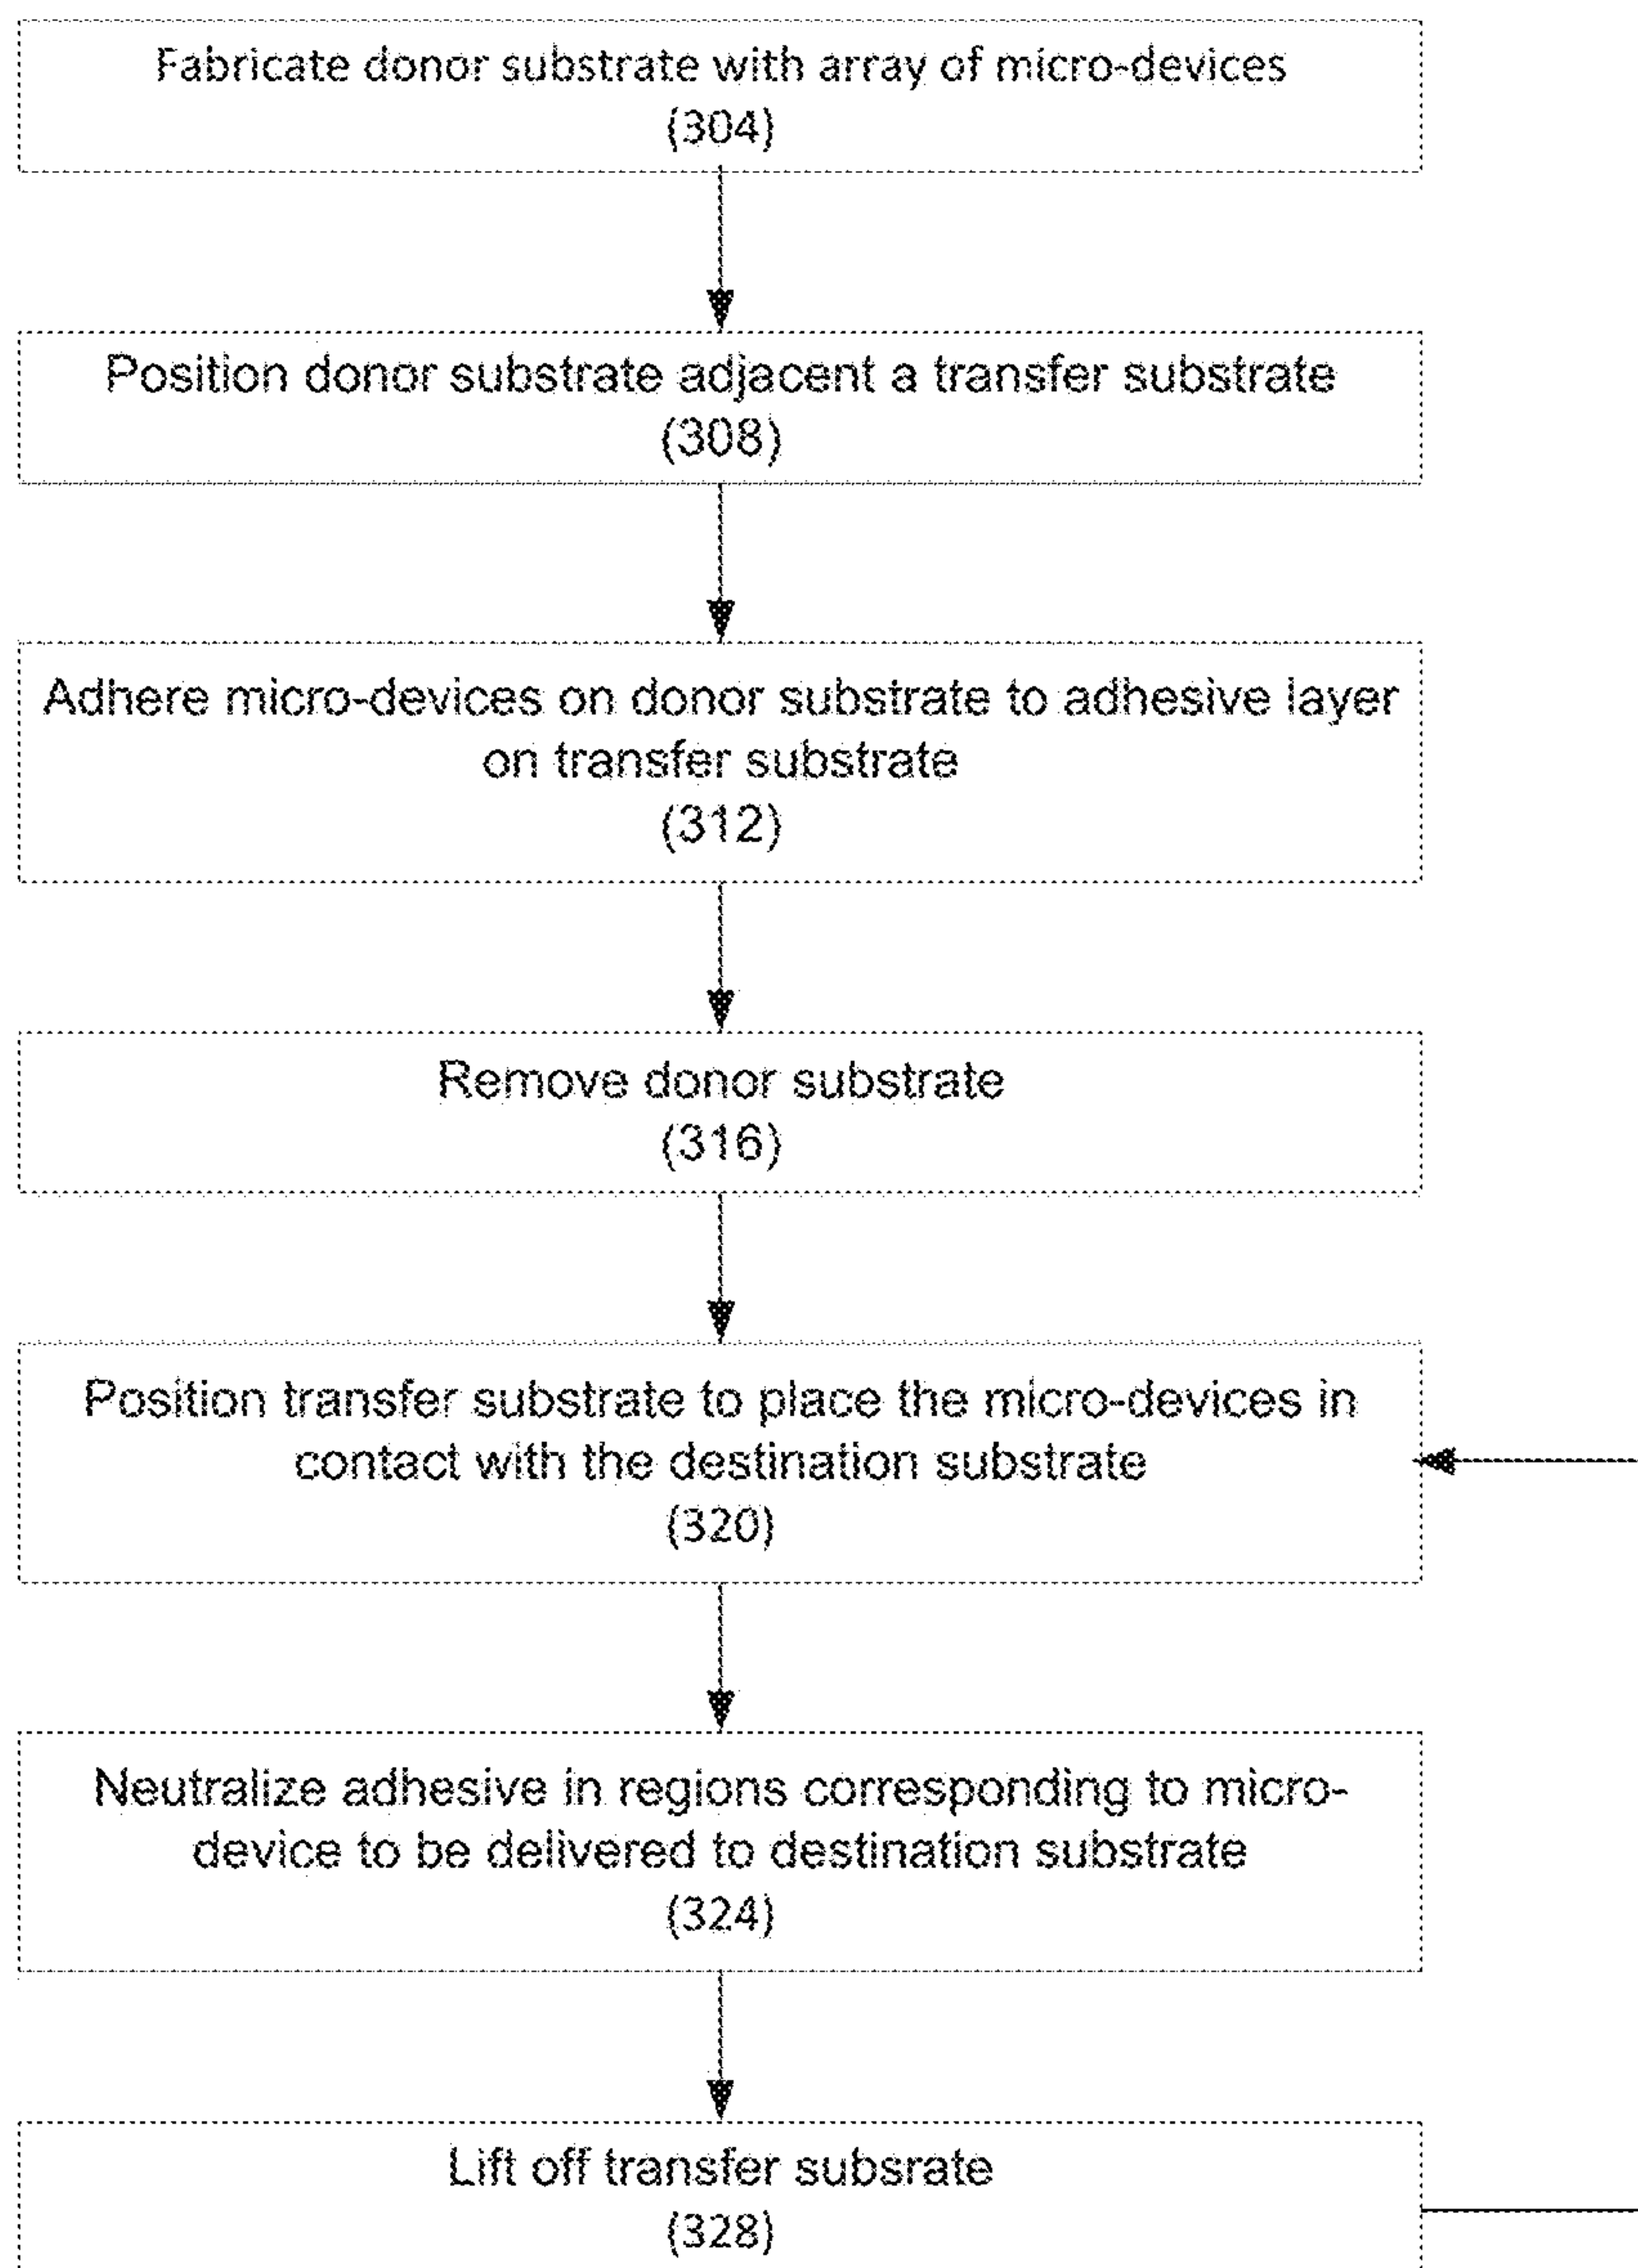 Fabricate donor substrate with array of micro-devices
(304)
Position donor substrate adjacent a transfer substrate
(308)
Adhere micro-devices on donor substrate to adhesive layer
on transfer substrate
(312)
Remove donor substrate
(316)
Position transfer substrate to place the micro-devices in
contact with the destination substrate
(320)
Neutralize adhesive in regions corresponding to micro-
device to be delivered to destination substrate
(324)
Lift off transfer subsrate
(328)